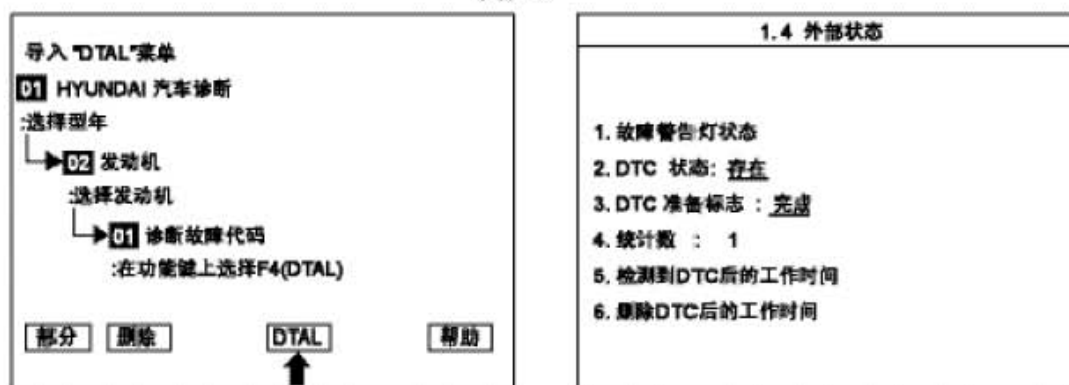 导入"DTAL"菜单
01 HYUNDAI 汽车诊断
:选择型年
02 发动机
:选择发动机
01 诊断故障代码
:在功能键上选择F4(DTAL)
部分 删除 DTAL 帮助
1.4 外部状态
1. 故障警告灯状态
2. DTC 状态: 存在
3. DTC 准备标志 : 完成
4. 统计数 : 1
5. 检测到DTC后的工作时间
6. 删除DTC后的工作时间